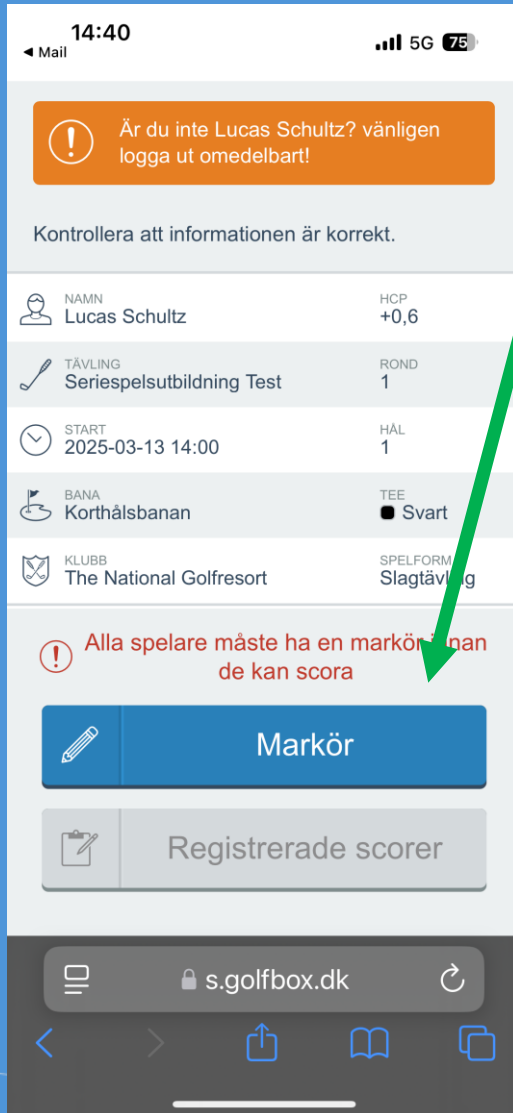 14:40
◀ Mail
5G 75
Är du inte Lucas Schultz? vänligen
logga ut omedelbart!
Kontrollera att informationen är korrekt.
NAMN HCP
Lucas Schultz +0,6
TÄVLING ROND
Seriespelsutbildning Test 1
START HÅL
2025-03-13 14:00 1
BANA TEE
Korthålsbanan Svart
KLUBB SPELFORM
The National Golfresort Slagtävling
Alla spelare måste ha en markör innan
de kan scora
Markör
Registrerade scorer
s.golfbox.dk